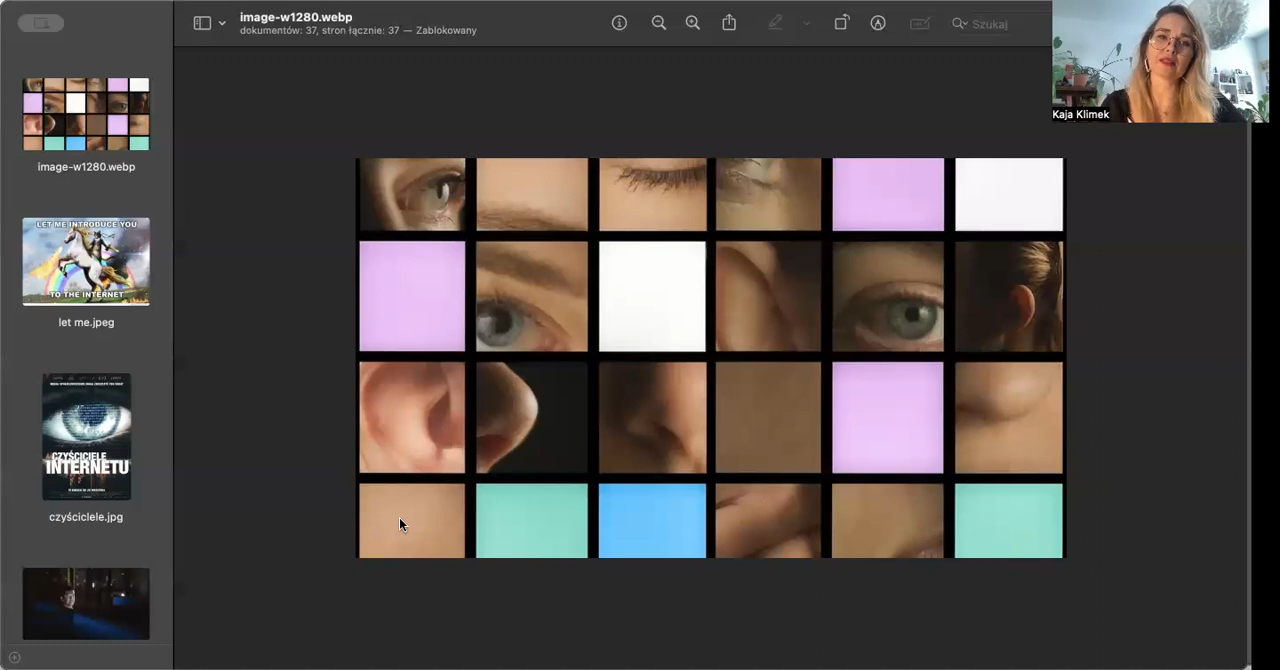 image-w1280.webp
dokumentów: 37, stron łącznie: 37 — Zablokowany
Szukaj
Kaja Klimek
image-w1280.webp
LET ME INTRODUCE YOU
TO THE INTERNET
let me.jpeg
CZYŚCICIELE
INTERNETU
czyściclele.jpg